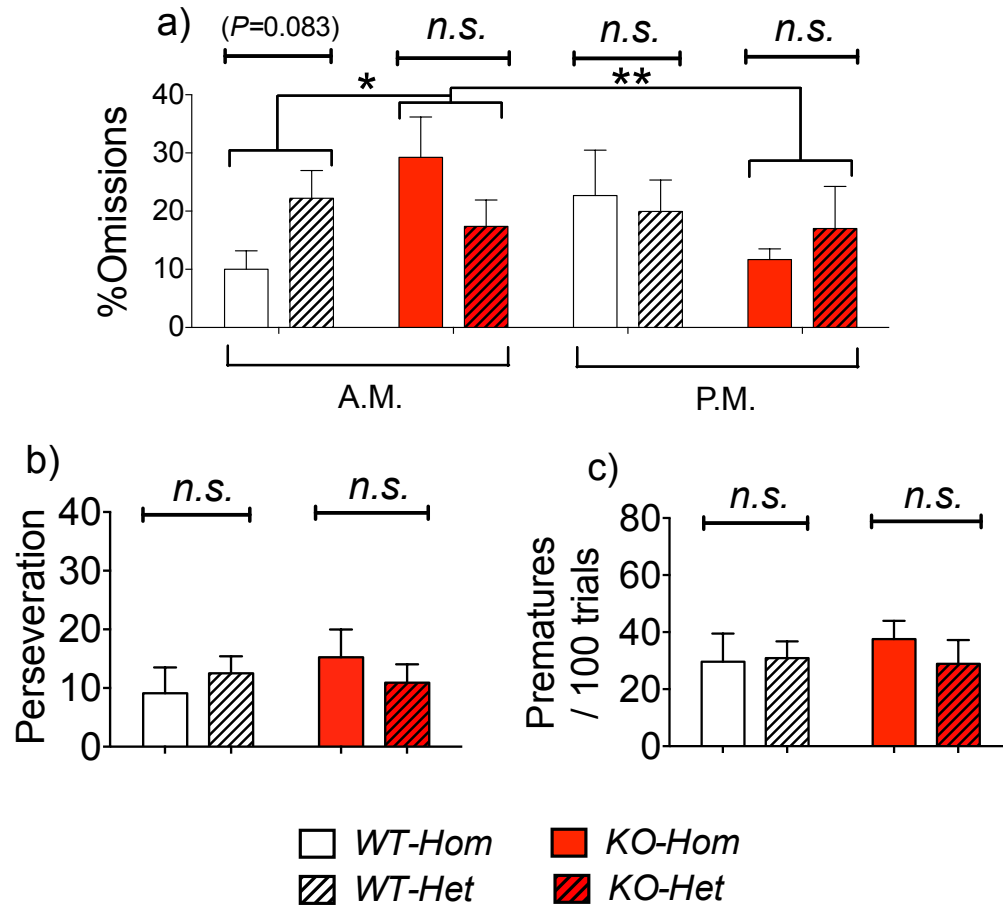 a)
(P=0.083)
n.s.
n.s.
n.s.
*
**
%Omissions
40
30
20
10
0
A.M.
P.M.
b)
n.s.
n.s.
Perseveration
40
30
20
10
0
c)
n.s.
n.s.
Prematures
/ 100 trials
80
60
40
20
0
WT-Hom
KO-Hom
WT-Het
KO-Het